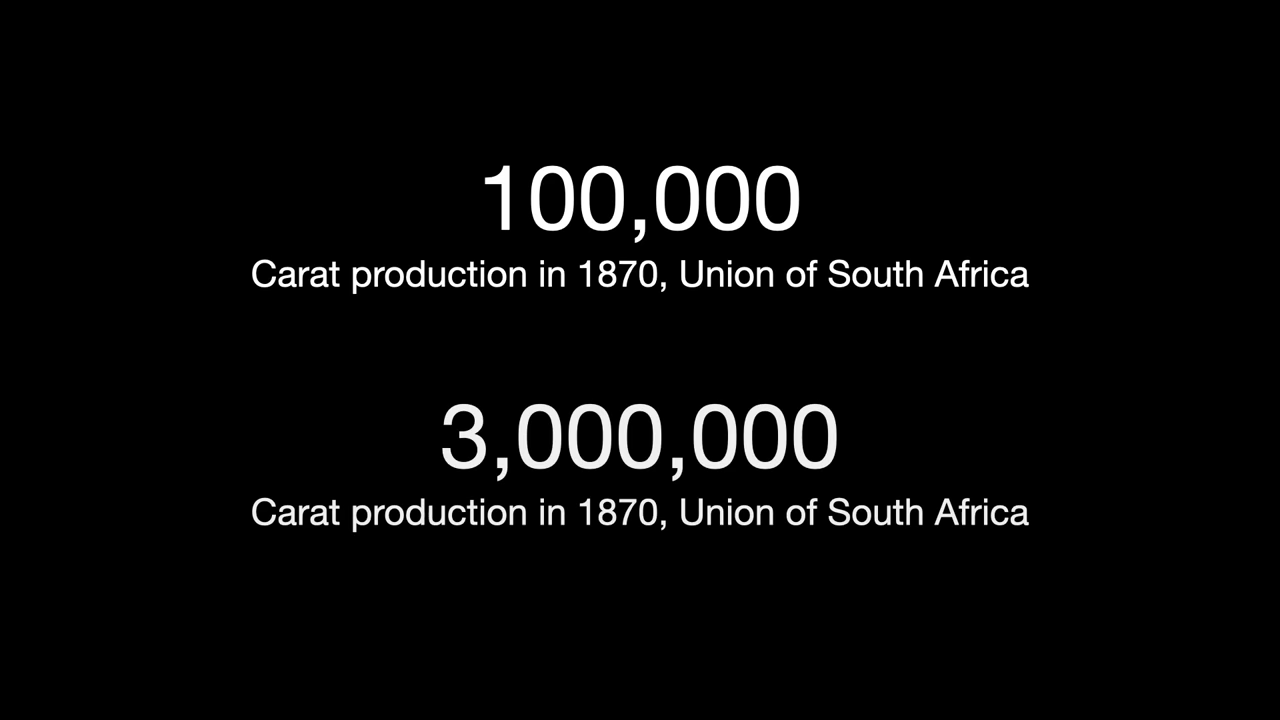 100,000
Carat production in 1870, Union of South Africa
3,000,000
Carat production in 1870, Union of South Africa